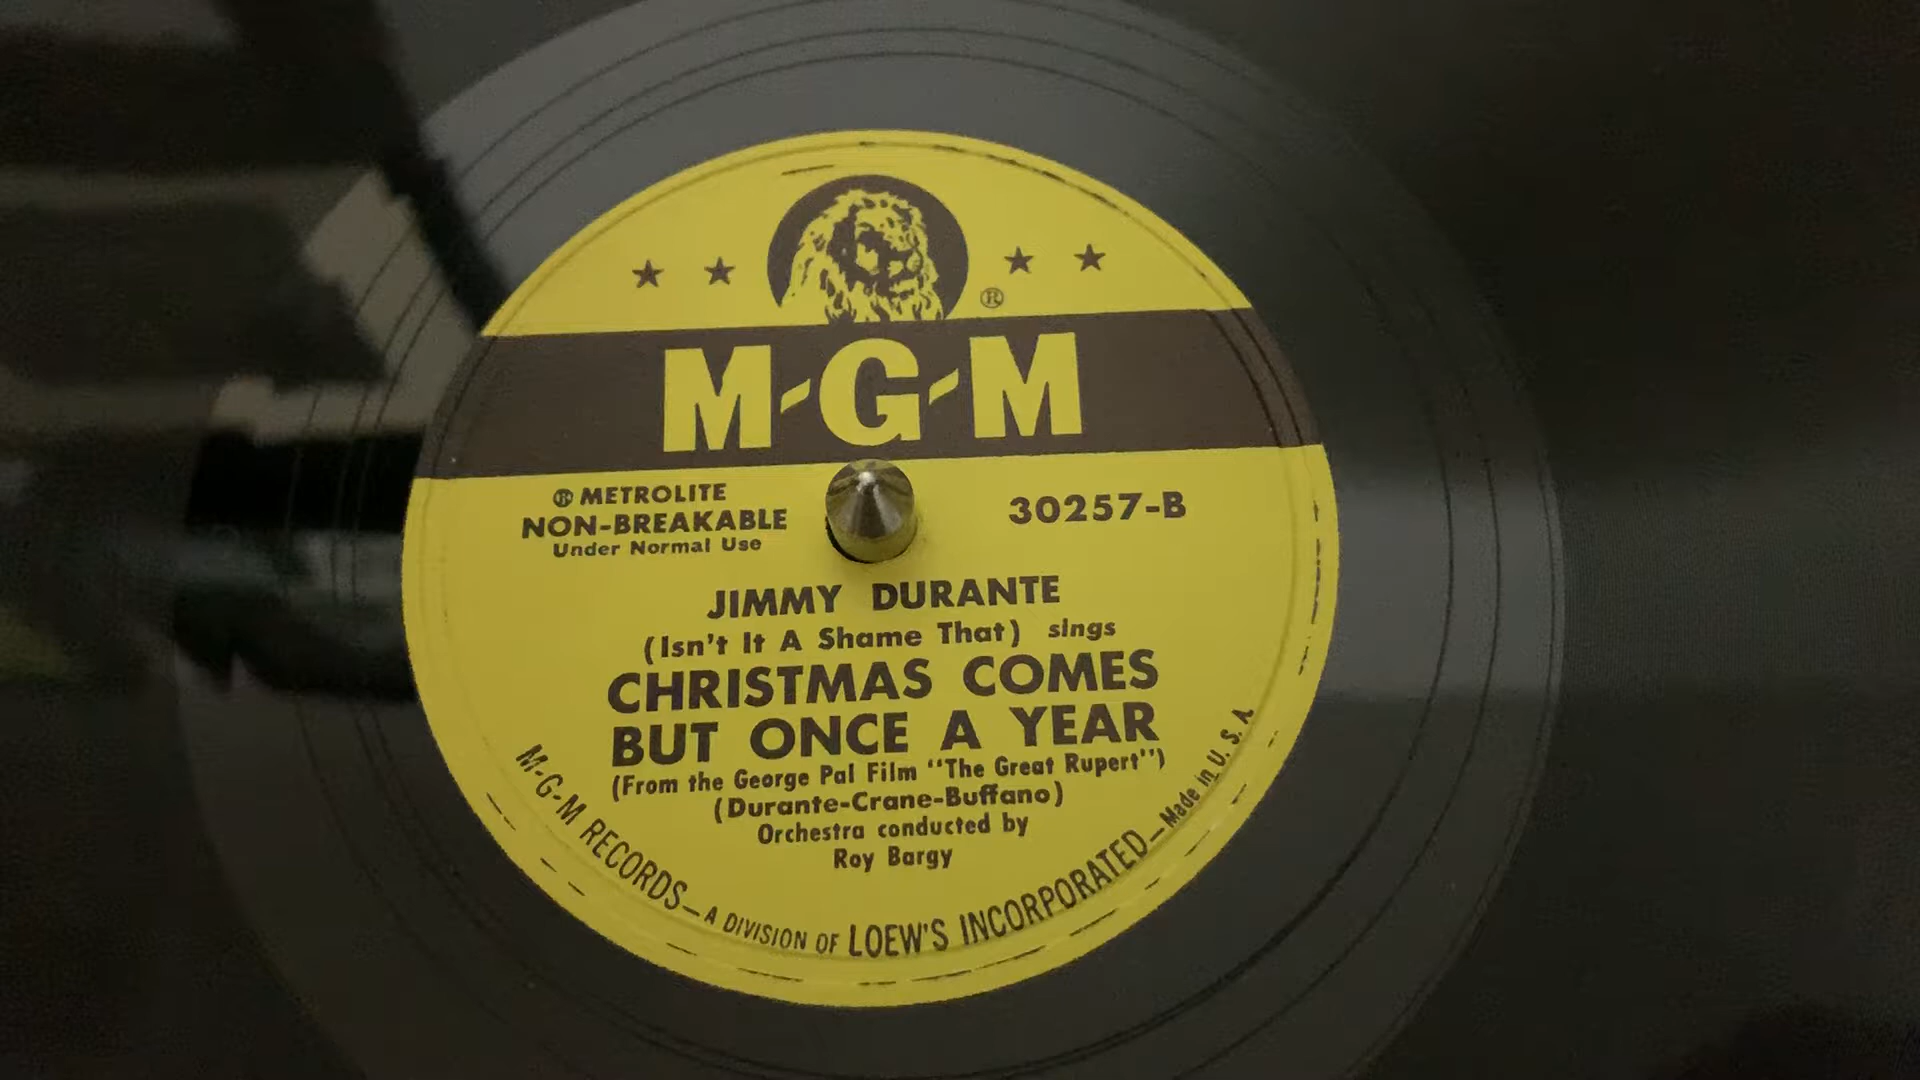 ®
M-G-M
® METROLITE
NON-BREAKABLE
Under Normal Use
30257-B
JIMMY DURANTE
(Isn't It A Shame That) sings
CHRISTMAS COMES
BUT ONCE A YEAR
(From the George Pal Film "The Great Rupert")
(Durante-Crane-Buffano)
Orchestra conducted by
Roy Bargy
M-G-M RECORDS—A DIVISION OF LOEW'S INCORPORATED—Made in U. S. A.